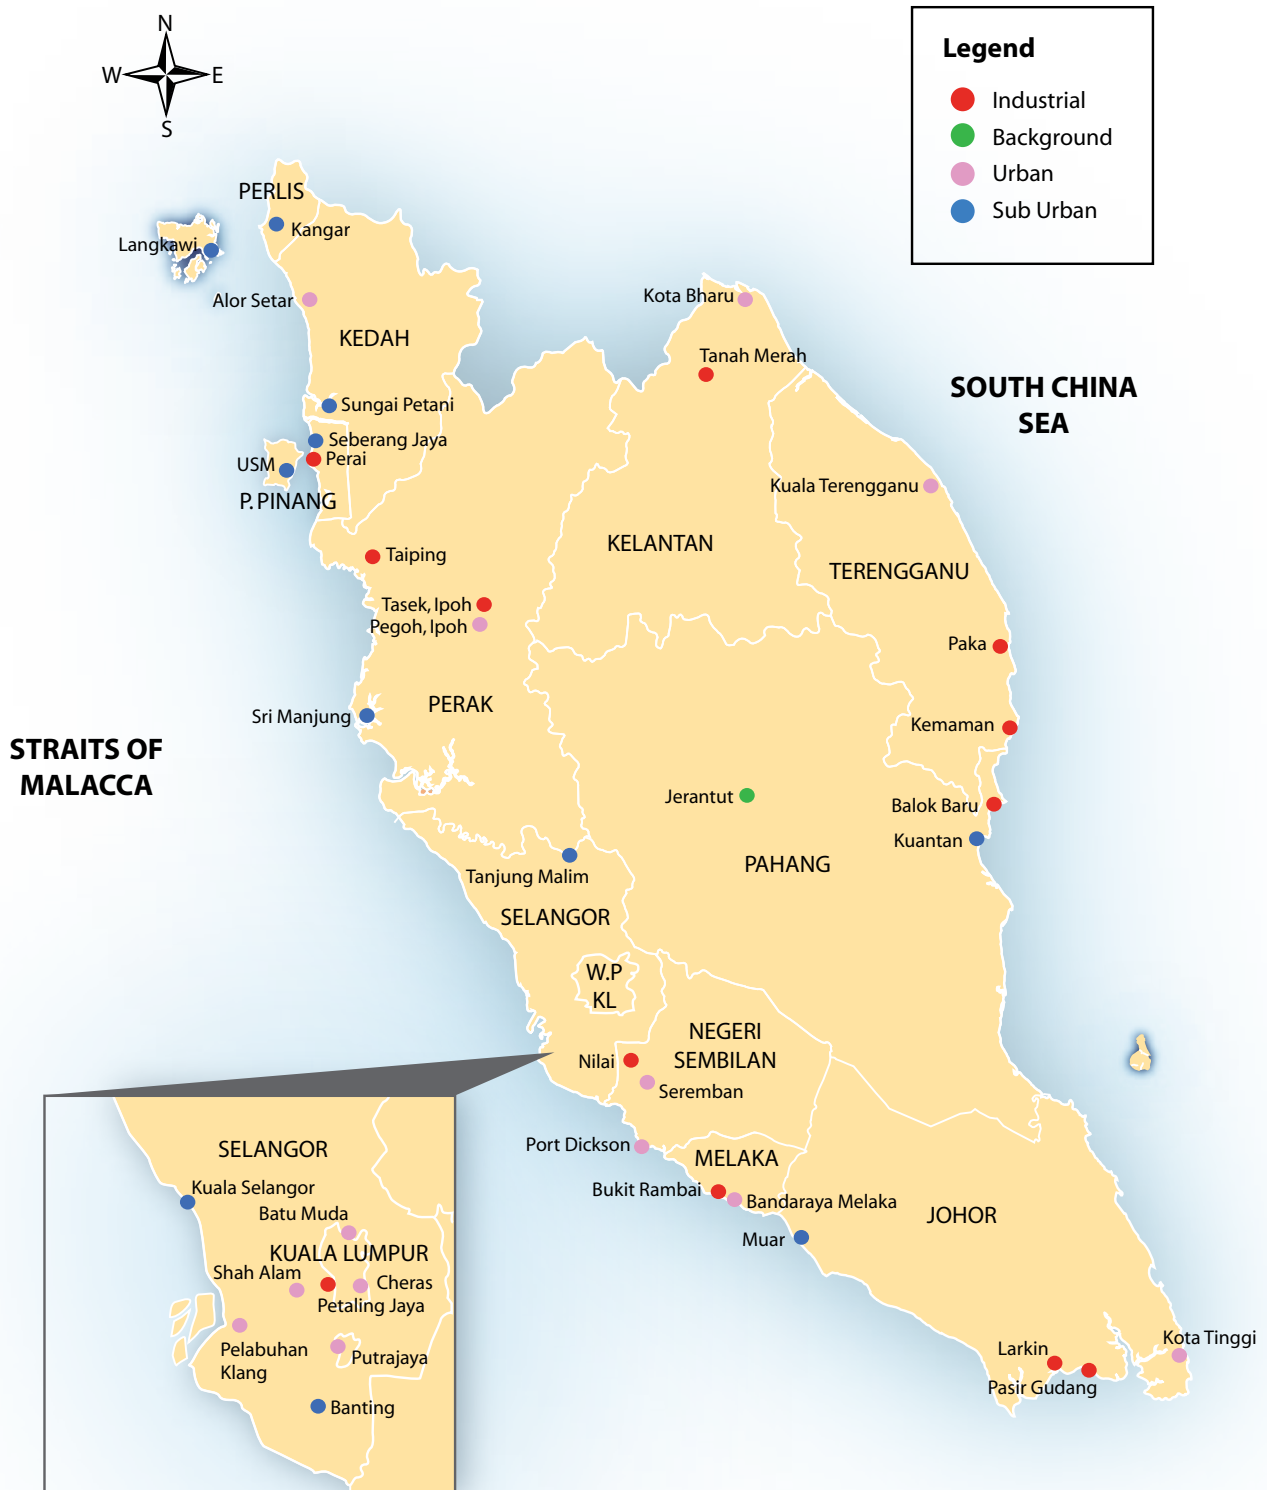 N
W
E
S
Legend
Industrial
Background
Urban
Sub Urban
PERLIS
Kangar
Langkawi
Alor Setar
KEDAH
Kota Bharu
Tanah Merah
SOUTH CHINA
SEA
Sungai Petani
Seberang Jaya
Perai
USM
P. PINANG
Kuala Terengganu
KELANTAN
TERENGGANU
Taiping
Tasek, Ipoh
Pegoh, Ipoh
Paka
PERAK
Sri Manjung
Kemaman
STRAITS OF
MALACCA
Jerantut
Balok Baru
Kuantan
PAHANG
Tanjung Malim
SELANGOR
W.P
KL
NEGERI
SEMBILAN
Nilai
Seremban
Port Dickson
MELAKA
Bukit Rambai
Bandaraya Melaka
Muar
JOHOR
Kota Tinggi
Larkin
Pasir Gudang
SELANGOR
Kuala Selangor
Batu Muda
KUALA LUMPUR
Shah Alam
Cheras
Petaling Jaya
Pelabuhan
Klang
Putrajaya
Banting